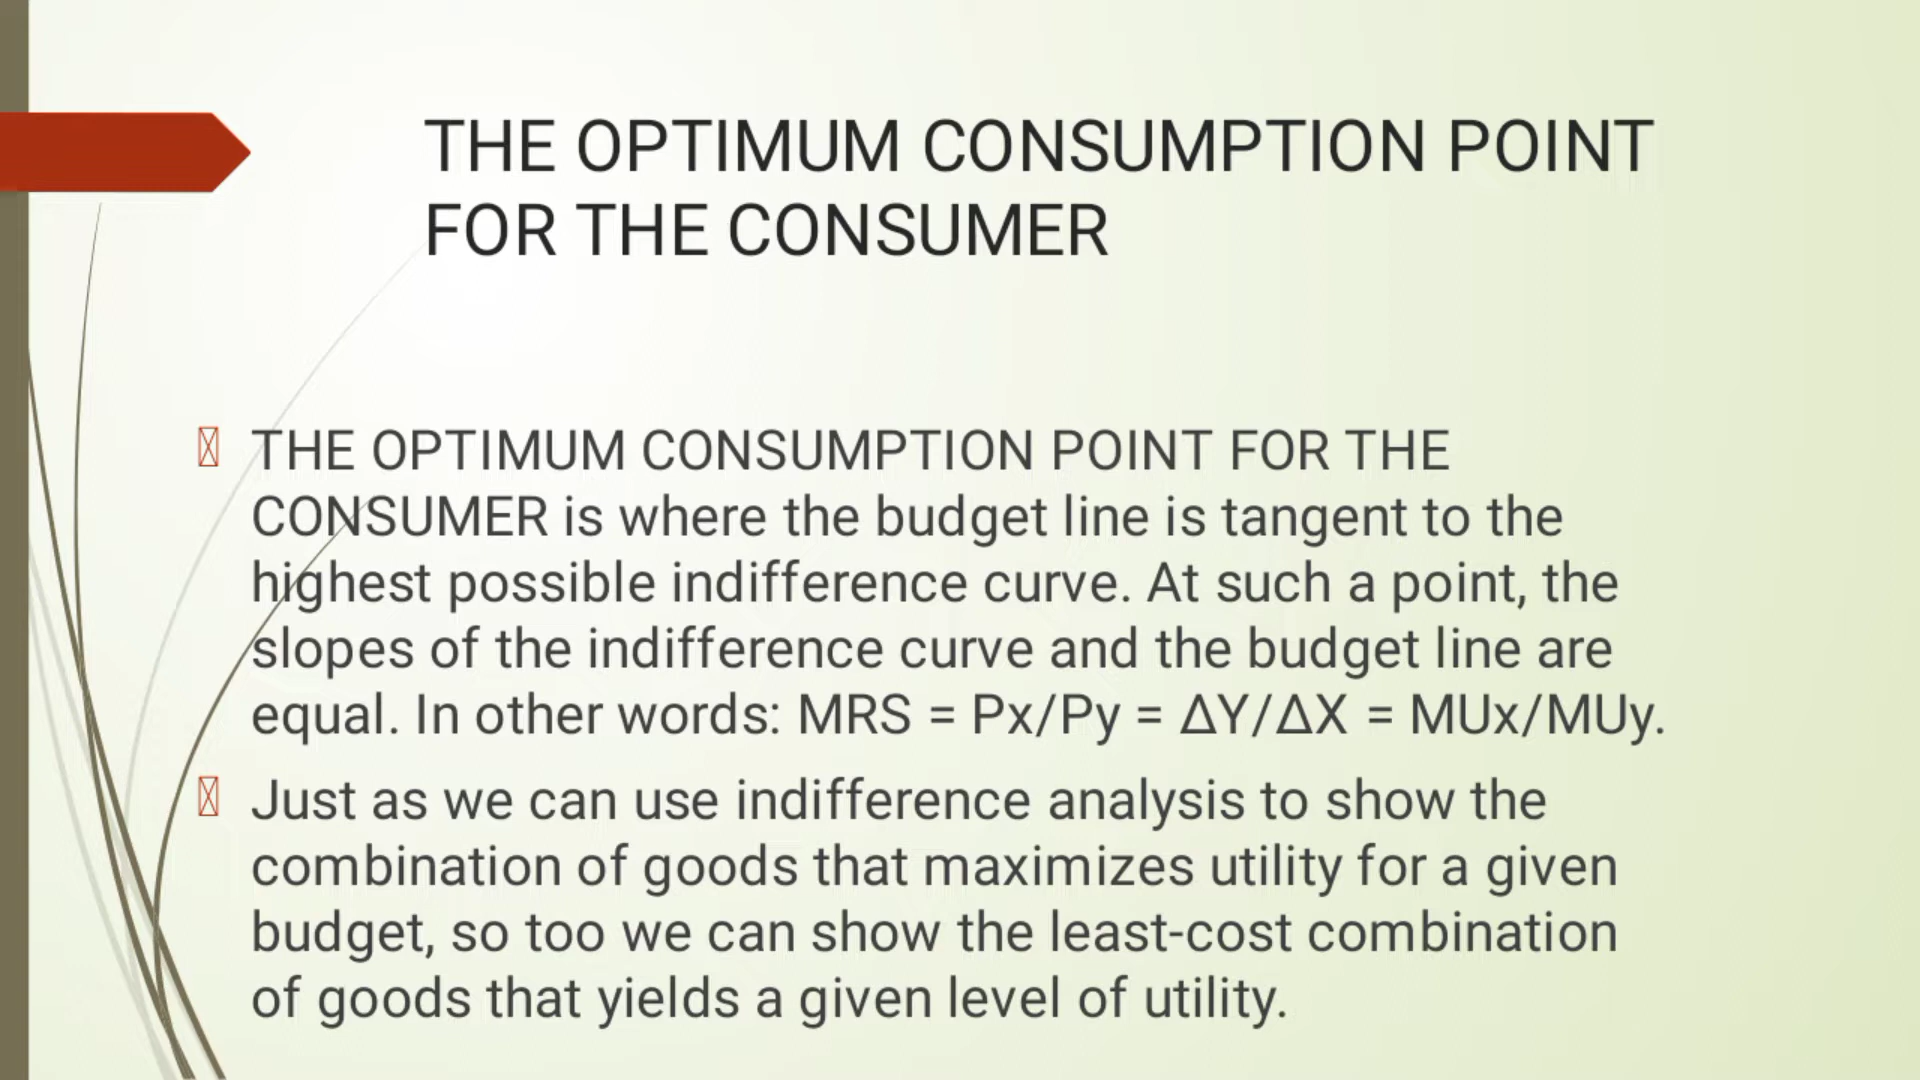 THE OPTIMUM CONSUMPTION POINT
FOR THE CONSUMER
THE OPTIMUM CONSUMPTION POINT FOR THE
CONSUMER is where the budget line is tangent to the
highest possible indifference curve. At such a point, the
slopes of the indifference curve and the budget line are
equal. In other words: MRS = Px/Py = ΔY/ΔX = MUx/MUy.
Just as we can use indifference analysis to show the
combination of goods that maximizes utility for a given
budget, so too we can show the least-cost combination
of goods that yields a given level of utility.